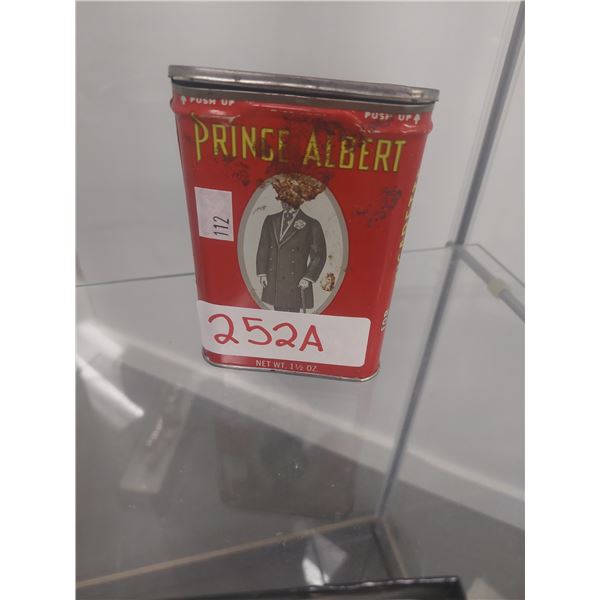 PUSH UP PUSH UP
PRINCE ALBERT
112
252A
NET WT. 1½ OZ